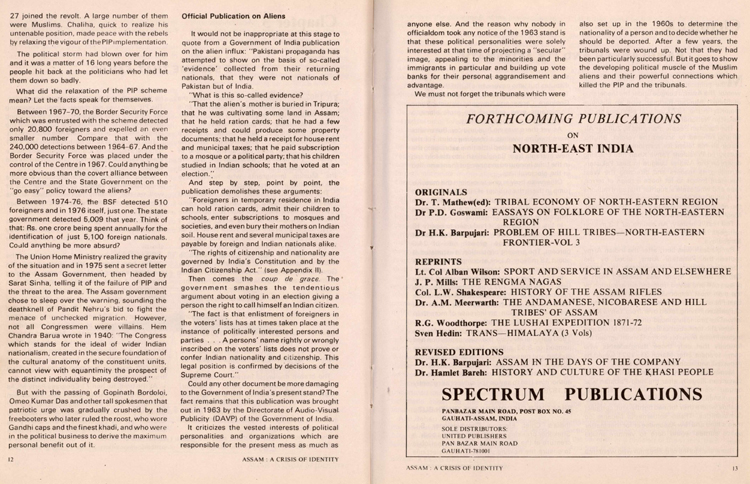 27 joined the revolt. A large number of them
were Muslims. Chaliha, quick to realize his
untenable position, made peace with the rebels
by relaxing the vigour of the PIP implementation.
The political storm had blown over for him
and it was a matter of 16 long years before the
people hit back at the politicians who had let
them down so badly.
What did the relaxation of the PIP scheme
mean? Let the facts speak for themselves.
Between 1967-70, the Border Security Force
which was entrusted with the scheme detected
only 20,800 foreigners and expelled an even
smaller number. Compare that with the
240,000 detections between 1964-67. And the
Border Security Force was placed under the
control of the Centre in 1967. Could anything be
more obvious than the covert alliance between
the Centre and the State Government on the
"go easy" policy toward the aliens?
Between 1974-76, the BSF detected 510
foreigners and in 1976 itself, just one. The state
government detected 5,009 that year. Think of
that: Rs. one crore being spent annually for the
identification of just 5,100 foreign nationals.
Could anything be more absurd?
The Union Home Ministry realized the gravity
of the situation and in 1975 sent a secret letter
to the Assam Government, then headed by
Sarat Sinha, telling it of the failure of PIP and
the threat to the area. The Assam government
chose to sleep over the warning, sounding the
deathknell of Pandit Nehru's bid to fight the
menace of unchecked migration. However,
not all Congressmen were villains. Hem
Chandra Barua wrote in 1940: "The Congress
which stands for the ideal of wider Indian
nationalism, created in the secure foundation of
the cultural anatomy of the constituent units,
cannot view with equantimity the prospect of
the distinct individuality being destroyed."
But with the passing of Gopinath Bordoloi,
Omeo Kumar Das and other tall spokesmen that
patriotic urge was gradually crushed by the
freebooters who later ruled the roost, who wore
Gandhi caps and the finest khadi, and who were
in the political business to derive the maximum
personal benefit out of it.
12
Official Publication on Aliens
It would not be inappropriate at this stage to
quote from a Government of India publication
on the alien influx: "Pakistani propaganda has
attempted to show on the basis of so-called
'evidence' collected from their returning
nationals, that they were not nationals of
Pakistan but of India.
"What is this so-called evidence?
"That the alien's mother is buried in Tripura;
that he was cultivating some land in Assam;
that he held ration cards; that he had a few
receipts and could produce some property
documents; that he held a receipt for house rent
and municipal taxes; that he paid subscription
to a mosque or a political party; that his children
studied in Indian schools; that he voted at an
election."
And step by step, point by point, the
publication demolishes these arguments:
"Foreigners in temporary residence in India
can hold ration cards, admit their children to
schools, enter subscriptions to mosques and
societies, and even bury their mothers on Indian
soil. House rent and several municipal taxes are
payable by foreign and Indian nationals alike.
"The rights of citizenship and nationality are
governed by India's Constitution and by the
Indian Citizenship Act." (see Appendix II).
Then comes the coup de grace. The
government smashes the tendentious
argument about voting in an election giving a
person the right to call himself an Indian citizen.
"The fact is that enlistment of foreigners in
the voters' lists has at times taken place at the
instance of politically interested persons and
parties . . . A persons' name rightly or wrongly
inscribed on the voters' lists does not prove or
confer Indian nationality and citizenship. This
legal position is confirmed by decisions of the
Supreme Court."
Could any other document be more damaging
to the Government of India's present stand? The
fact remains that this publication was brought
out in 1963 by the Directorate of Audio-Visual
Publicity (DAVP) of the Government of India.
It criticizes the vested interests of political
personalities and organizations which are
responsible for the present mess as much as
ASSAM : A CRISIS OF IDENTITY
anyone else. And the reason why nobody in
officialdom took any notice of the 1963 stand is
that these political personalities were solely
interested at that time of projecting a "secular"
image, appealing to the minorities and the
immigrants in particular and building up vote
banks for their personal aggrandisement and
advantage.
We must not forget the tribunals which were
also set up in the 1960s to determine the
nationality of a person and to decide whether he
should be deported. After a few years, the
tribunals were wound up. Not that they had
been particularly successful. But it goes to show
the developing political muscle of the Muslim
aliens and their powerful connections which
killed the PIP and the tribunals.
FORTHCOMING PUBLICATIONS
ON
NORTH-EAST INDIA
ORIGINALS
Dr. T. Mathew(ed): TRIBAL ECONOMY OF NORTH-EASTERN REGION
Dr P.D. Goswami: EASSAYS ON FOLKLORE OF THE NORTH-EASTERN
REGION
Dr H.K. Barpujari: PROBLEM OF HILL TRIBES—NORTH-EASTERN
FRONTIER-VOL 3
REPRINTS
Lt. Col Alban Wilson: SPORT AND SERVICE IN ASSAM AND ELSEWHERE
J. P. Mills: THE RENGMA NAGAS
Col. L.W. Shakespeare: HISTORY OF THE ASSAM RIFLES
Dr. A.M. Meerwarth: THE ANDAMANESE, NICOBARESE AND HILL
TRIBES' OF ASSAM
R.G. Woodthorpe: THE LUSHAI EXPEDITION 1871-72
Sven Hedin: TRANS—HIMALAYA (3 Vols)
REVISED EDITIONS
Dr. H.K. Barpujari: ASSAM IN THE DAYS OF THE COMPANY
Dr. Hamlet Bareh: HISTORY AND CULTURE OF THE KHASI PEOPLE
SPECTRUM PUBLICATIONS
PANBAZAR MAIN ROAD, POST BOX NO. 45
GAUHATI-ASSAM, INDIA
SOLE DISTRIBUTORS:
UNITED PUBLISHERS
PAN BAZAR MAIN ROAD
GAUHATI-781001
ASSAM : A CRISIS OF IDENTITY
13